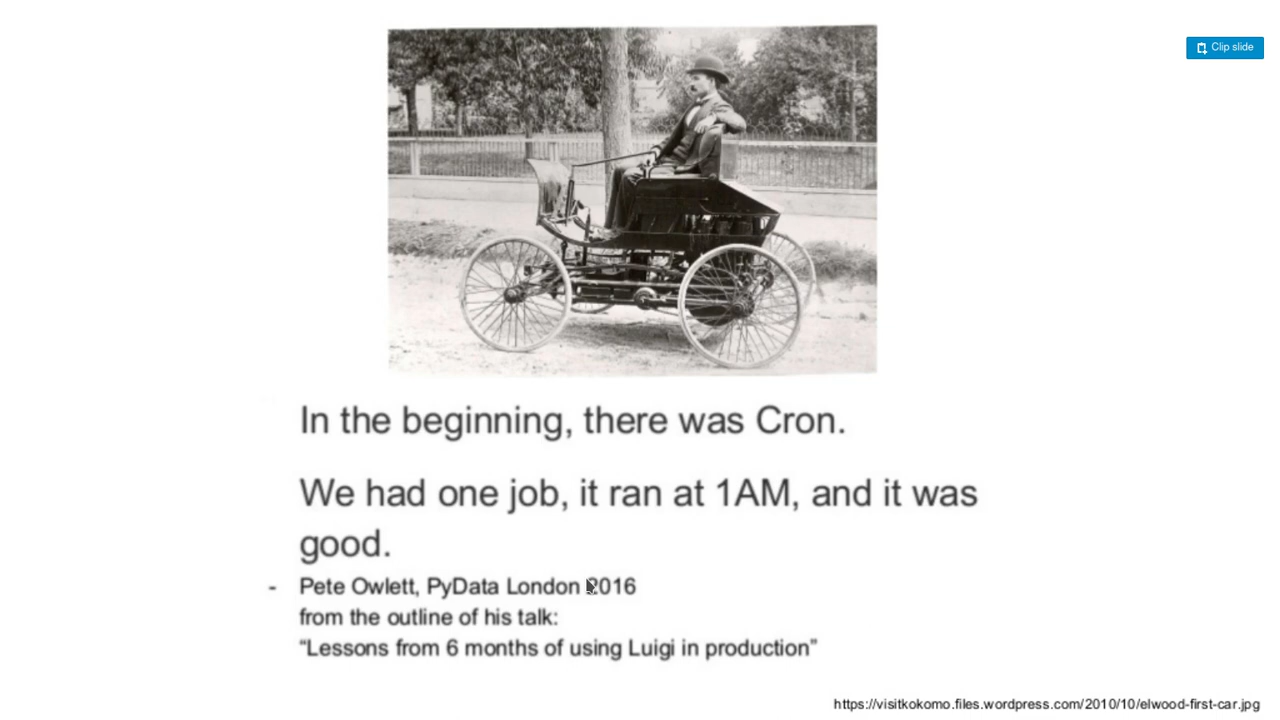 Clip slide
In the beginning, there was Cron.
We had one job, it ran at 1AM, and it was
good.
- Pete Owlett, PyData London 2016
from the outline of his talk:
“Lessons from 6 months of using Luigi in production”
https://visitkokomo.files.wordpress.com/2010/10/elwood-first-car.jpg